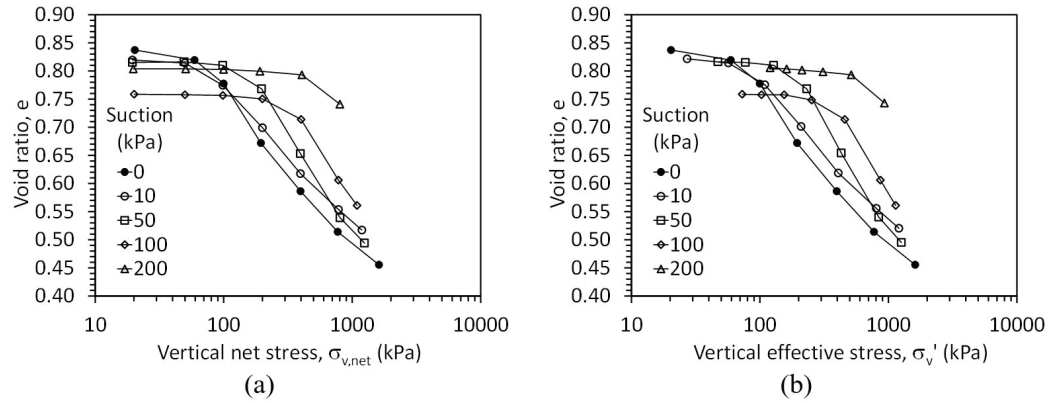 0.90
0.85
0.80
0.75
0.70
0.65
0.60
0.55
0.50
0.45
0.40
Void ratio, e
Suction
(kPa)
0
10
50
100
200
10 100 1000 10000
Vertical net stress, σv,net (kPa)
(a)
0.90
0.85
0.80
0.75
0.70
0.65
0.60
0.55
0.50
0.45
0.40
Void ratio, e
Suction
(kPa)
0
10
50
100
200
10 100 1000 10000
Vertical effective stress, σv' (kPa)
(b)